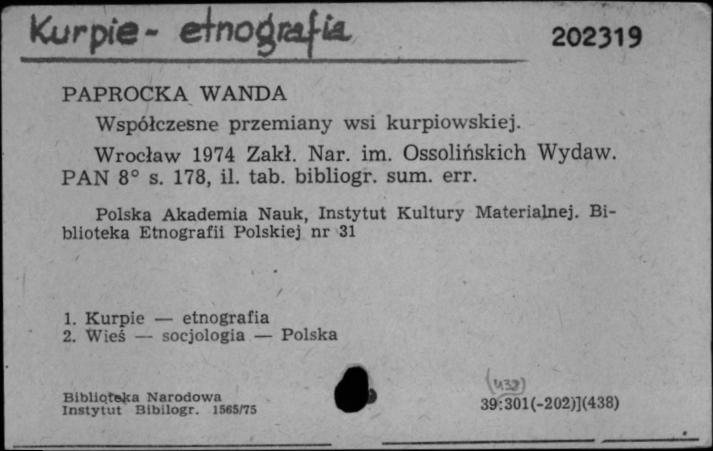 Kurpie - etnografia
202319
PAPROCKA WANDA
Współczesne przemiany wsi kurpiowskiej.
Wrocław 1974 Zakł. Nar. im. Ossolińskich Wydaw.
PAN 8° s. 178, il. tab. bibliogr. sum. err.
Polska Akademia Nauk, Instytut Kultury Materialnej. Bi-
blioteka Etnografii Polskiej nr 31
1. Kurpie — etnografia
2. Wieś — socjologia — Polska
(438)
Biblioteka Narodowa
Instytut Bibilogr. 1565/75
39:301(-202)](438)